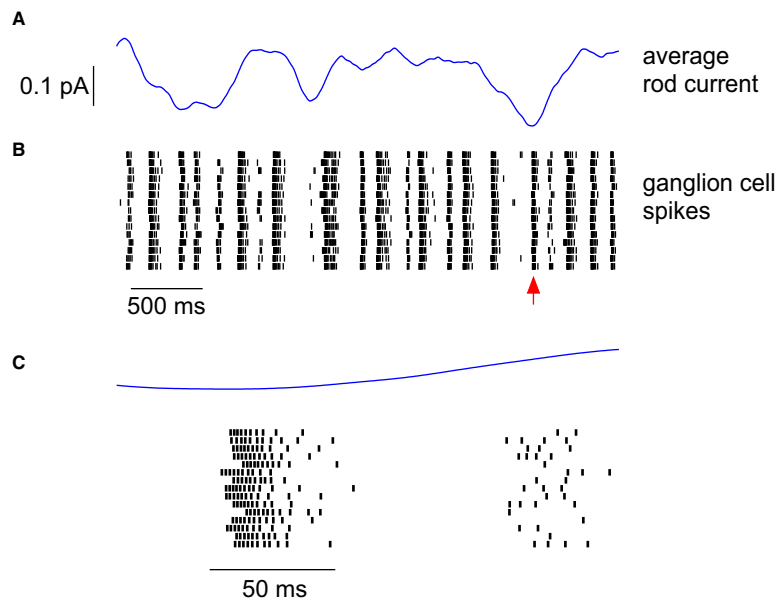 A
0.1 pA
average
rod current
B
ganglion cell
spikes
500 ms
C
50 ms